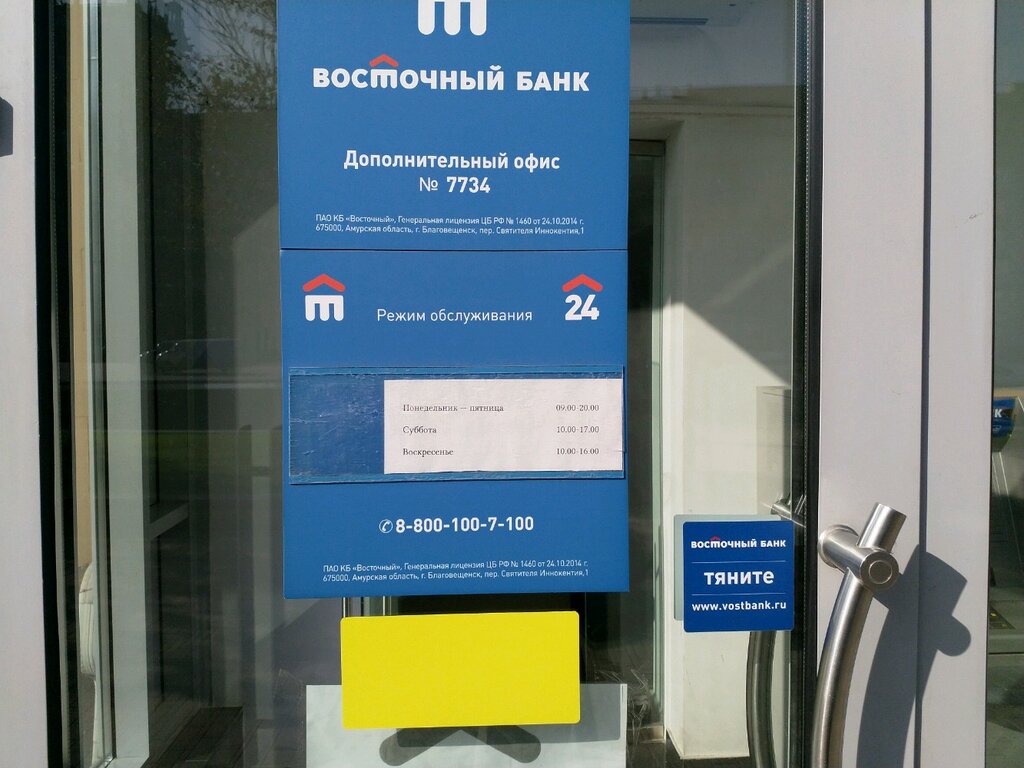 ВОСТОЧНЫЙ БАНК
Дополнительный офис
№ 7734
ПАО КБ «Восточный», Генеральная лицензия ЦБ РФ № 1460 от 24.10.2014 г.
675000, Амурская область, г. Благовещенск, пер. Святителя Иннокентия,1
24
Режим обслуживания
Понедельник – пятница 09.00-20.00
Суббота 10.00-17.00
Воскресенье 10.00-16.00
✆8-800-100-7-100
ПАО КБ «Восточный», Генеральная лицензия ЦБ РФ № 1460 от 24.10.2014 г.
675000, Амурская область, г. Благовещенск, пер. Святителя Иннокентия,1
ВОСТОЧНЫЙ БАНК
тяните
www.vostbank.ru